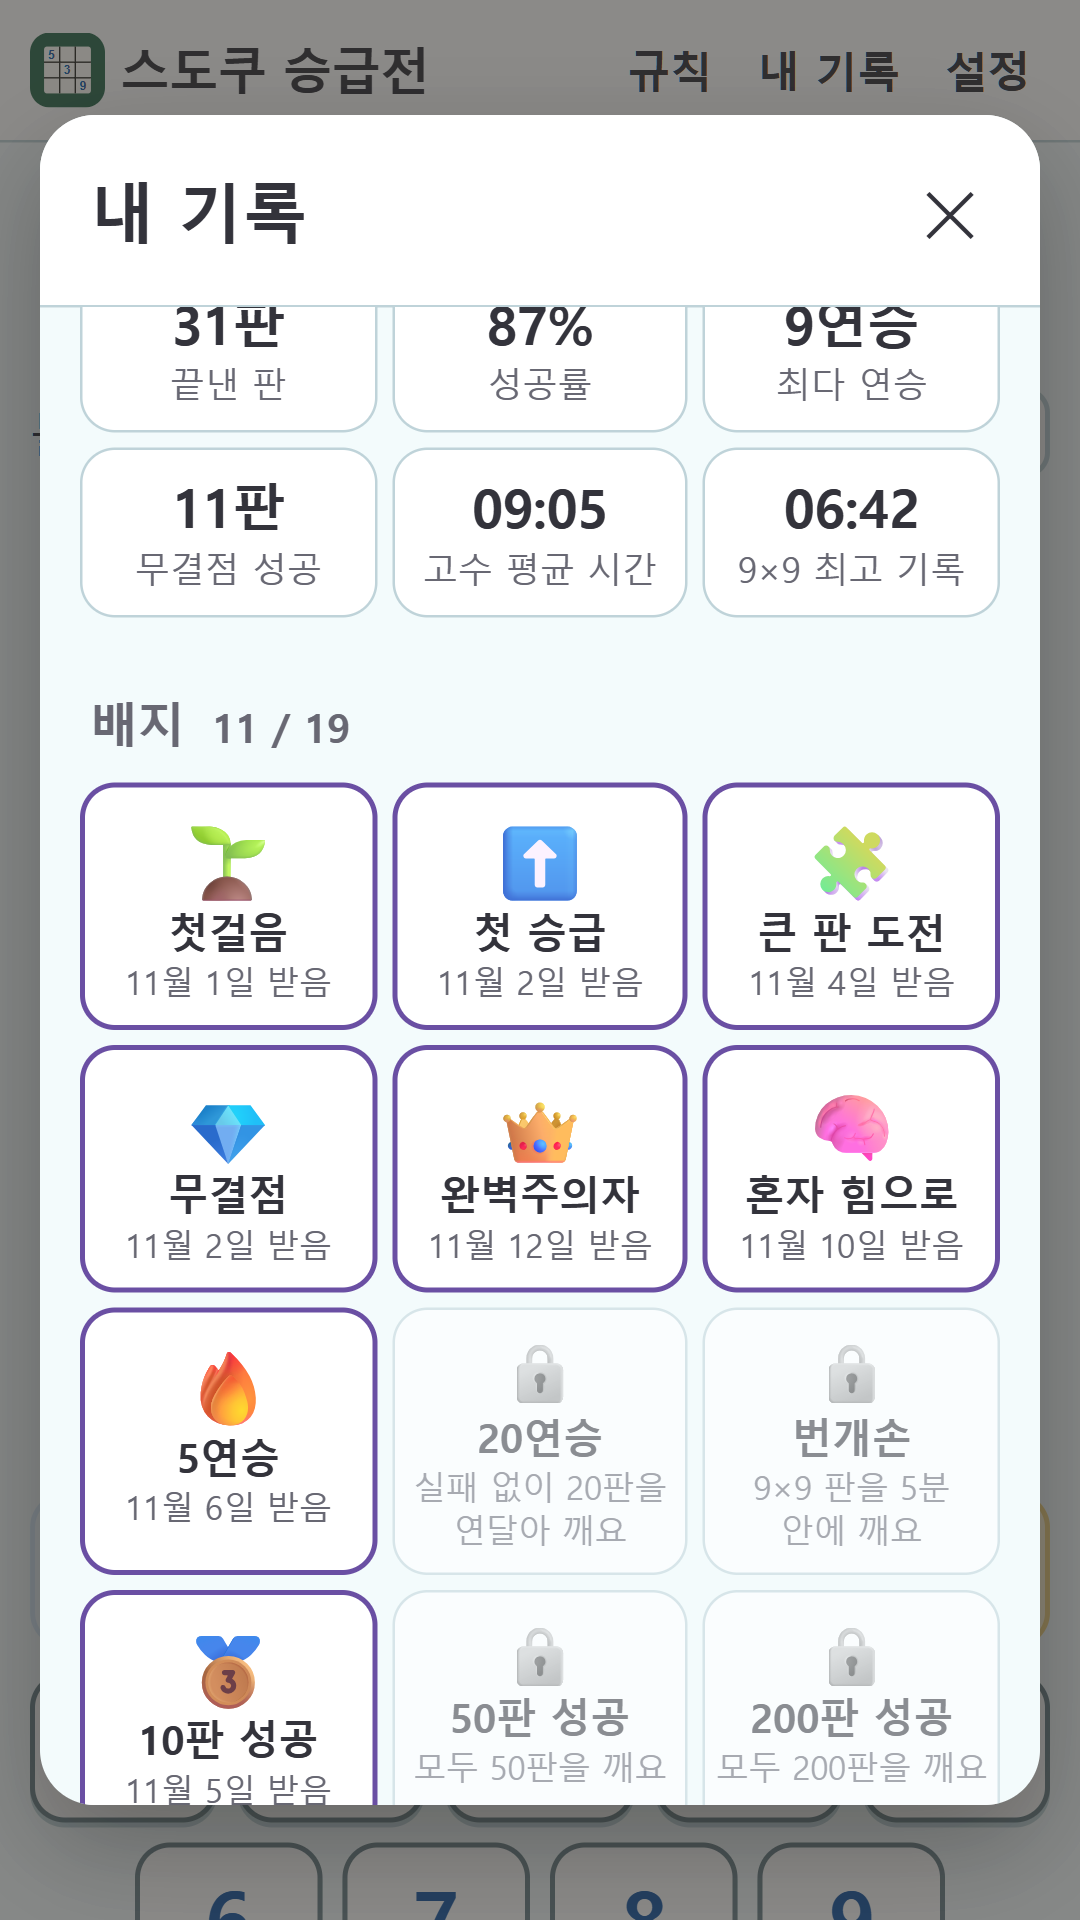 스도쿠 승급전
규칙 내 기록 설정
내 기록
31판 87% 9연승
끝낸 판 성공률 최다 연승
11판 09:05 06:42
무결점 성공 고수 평균 시간 9×9 최고 기록
배지 11 / 19
첫걸음 첫 승급 큰 판 도전
11월 1일 받음 11월 2일 받음 11월 4일 받음
무결점 완벽주의자 혼자 힘으로
11월 2일 받음 11월 12일 받음 11월 10일 받음
5연승 20연승 번개손
11월 6일 받음 실패 없이 20판을 9×9 판을 5분
연달아 깨요 안에 깨요
3
10판 성공 50판 성공 200판 성공
11월 5일 받음 모두 50판을 깨요 모두 200판을 깨요
6 7 8 9